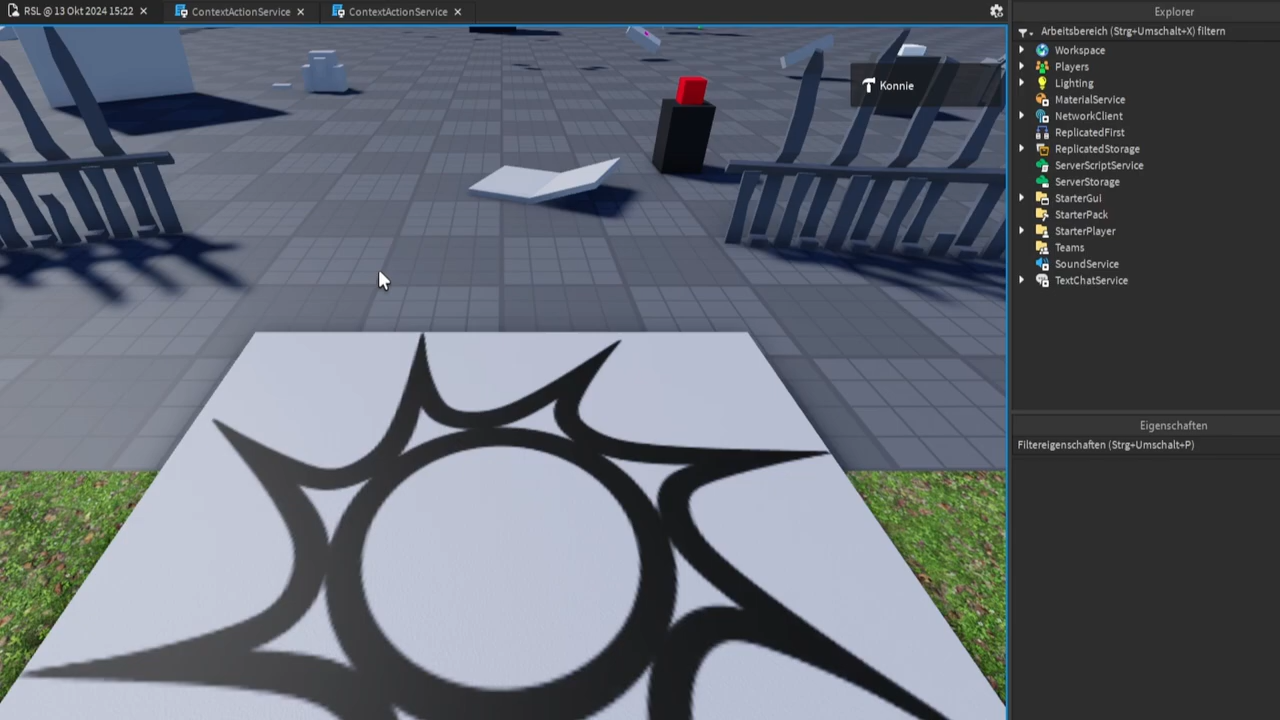 RSL @ 13 Okt 2024 15:22
ContextActionService
ContextActionService
Konnie
Explorer
Arbeitsbereich (Strg+Umschalt+X) filtern
Workspace
Players
Lighting
MaterialService
NetworkClient
ReplicatedFirst
ReplicatedStorage
ServerScriptService
ServerStorage
StarterGui
StarterPack
StarterPlayer
Teams
SoundService
TextChatService
Eigenschaften
Filtereigenschaften (Strg+Umschalt+P)